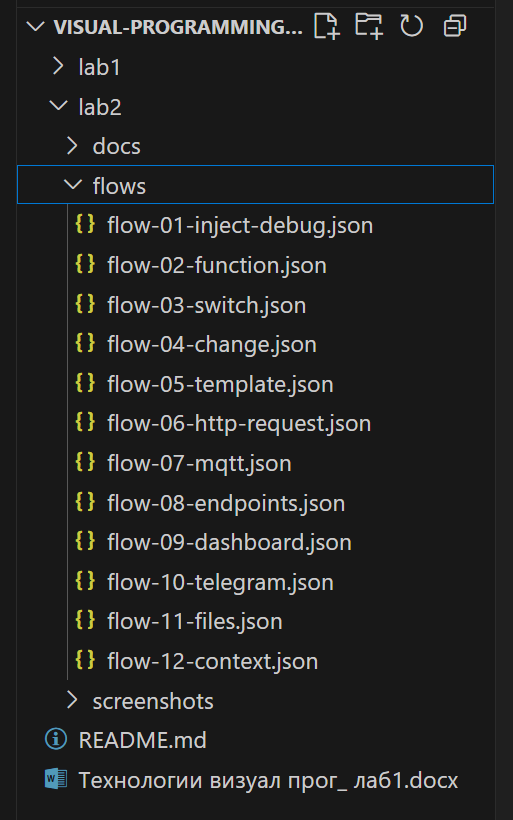 VISUAL-PROGRAMMING...
lab1
lab2
docs
flows
{} flow-01-inject-debug.json
{} flow-02-function.json
{} flow-03-switch.json
{} flow-04-change.json
{} flow-05-template.json
{} flow-06-http-request.json
{} flow-07-mqtt.json
{} flow-08-endpoints.json
{} flow-09-dashboard.json
{} flow-10-telegram.json
{} flow-11-files.json
{} flow-12-context.json
screenshots
README.md
Технологии визуал прог_ лаб1.docx